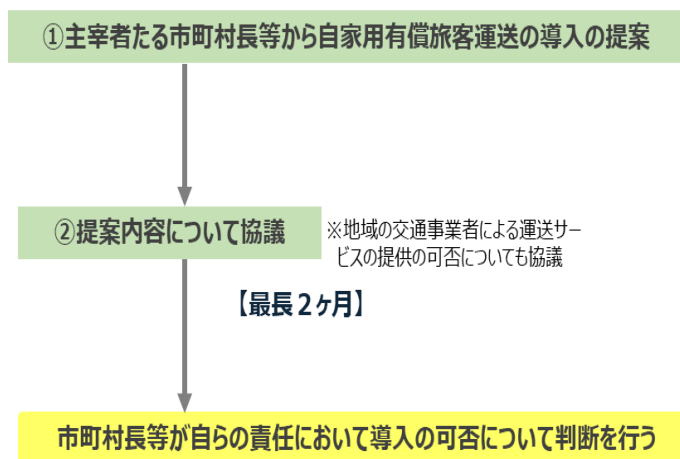 ①主宰者たる市町村長等から自家用有償旅客運送の導入の提案
②提案内容について協議
※地域の交通事業者による運送サー
ビスの提供の可否についても協議
【最長２ヶ月】
市町村長等が自らの責任において導入の可否について判断を行う